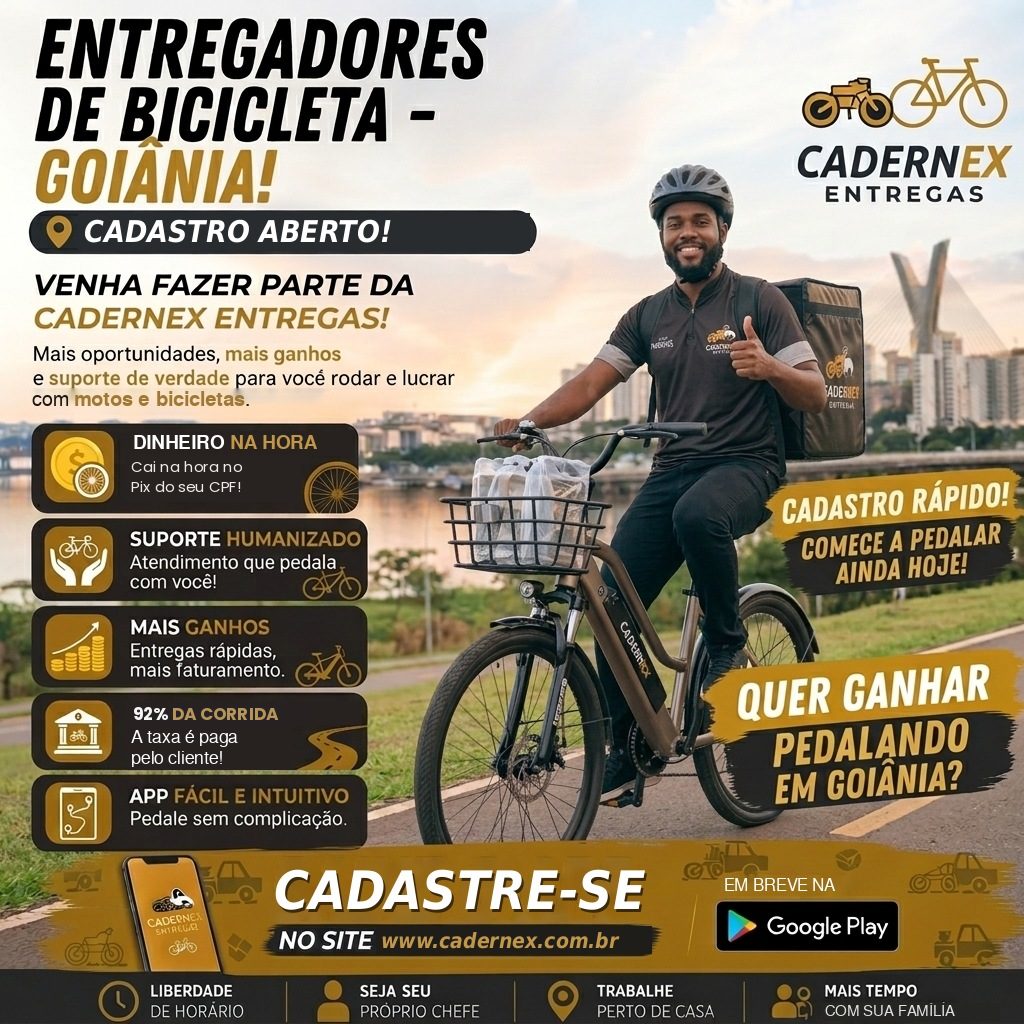 ENTREGADORES
DE BICICLETA -
GOIÂNIA!
CADASTRO ABERTO!
VENHA FAZER PARTE DA
CADERNEX ENTREGAS!
Mais oportunidades, mais ganhos
e suporte de verdade para você rodar e lucrar
com motos e bicicletas.
DINHEIRO NA HORA
Cai na hora no
Pix do seu CPF!
SUPORTE HUMANIZADO
Atendimento que pedala
com você!
MAIS GANHOS
Entregas rápidas,
mais faturamento.
92% DA CORRIDA
A taxa é paga
pelo cliente!
APP FÁCIL E INTUITIVO
Pedale sem complicação.
CADERNEX
ENTREGAS
CADERNEX
CADASTRO RÁPIDO!
COMECE A PEDALAR
AINDA HOJE!
QUER GANHAR
PEDALANDO
EM GOIÂNIA?
CADERNEX
CADASTRE-SE
NO SITE www.cadernex.com.br
EM BREVE NA
Google Play
LIBERDADE
DE HORÁRIO
SEJA SEU
PRÓPRIO CHEFE
TRABALHE
PERTO DE CASA
MAIS TEMPO
COM SUA FAMÍLIA